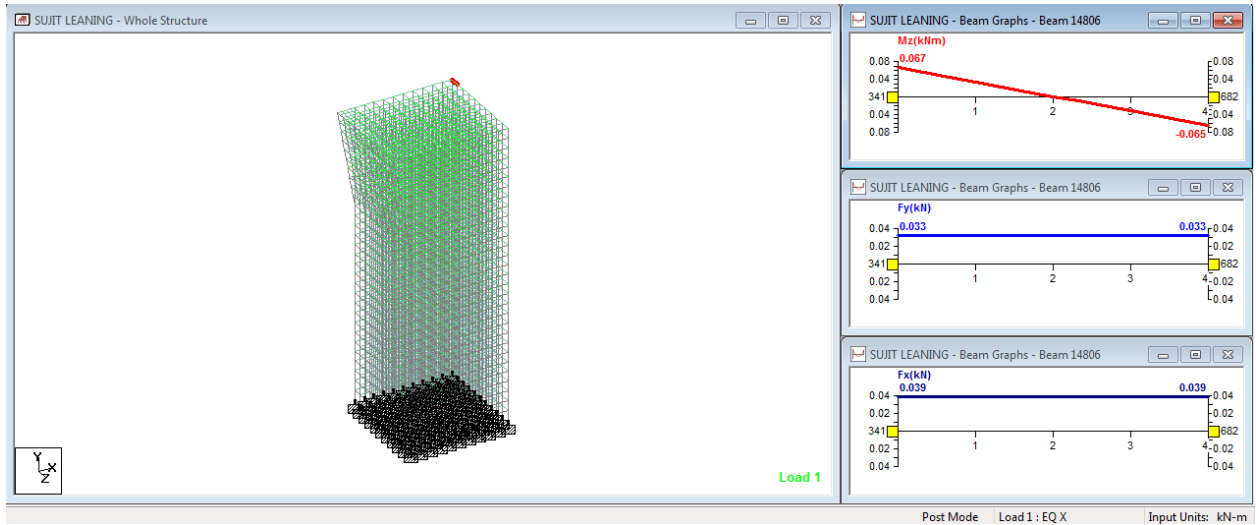 SUJIT LEANING - Whole Structure
Load 1
Y
X
Z
SUJIT LEANING - Beam Graphs - Beam 14806
Mz(kNm)
0.08 0.067 0.08
0.04 0.04
341 1 2 3 4 682
0.04 0.04
0.08 -0.065 0.08
SUJIT LEANING - Beam Graphs - Beam 14806
Fy(kN)
0.04 0.033 0.033 0.04
0.02 0.02
341 682
1 2 3 4
0.02 0.02
0.04 0.04
SUJIT LEANING - Beam Graphs - Beam 14806
Fx(kN)
0.039 0.039
0.04 0.04
0.02 0.02
341 682
1 2 3 4
0.02 0.02
0.04 0.04
Post Mode Load 1 : EQ X Input Units: kN-m